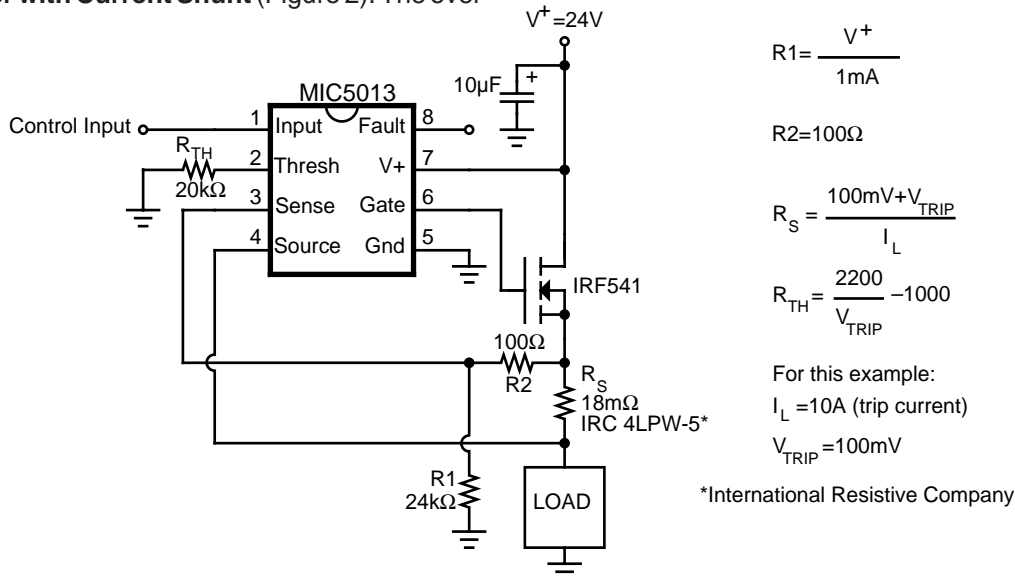 er with Current Shunt (Figure 2). The over-
V+ =24V
10µF +
MIC5013
Control Input
1 Input Fault 8
RTH
20kΩ
2 Thresh V+ 7
3 Sense Gate 6
4 Source Gnd 5
IRF541
100Ω
R2
RS
18mΩ
IRC 4LPW-5*
R1
24kΩ
LOAD
R1= V+ / 1mA
R2=100Ω
RS = 100mV+VTRIP / IL
RTH= 2200 / VTRIP –1000
For this example:
IL =10A (trip current)
VTRIP=100mV
*International Resistive Company